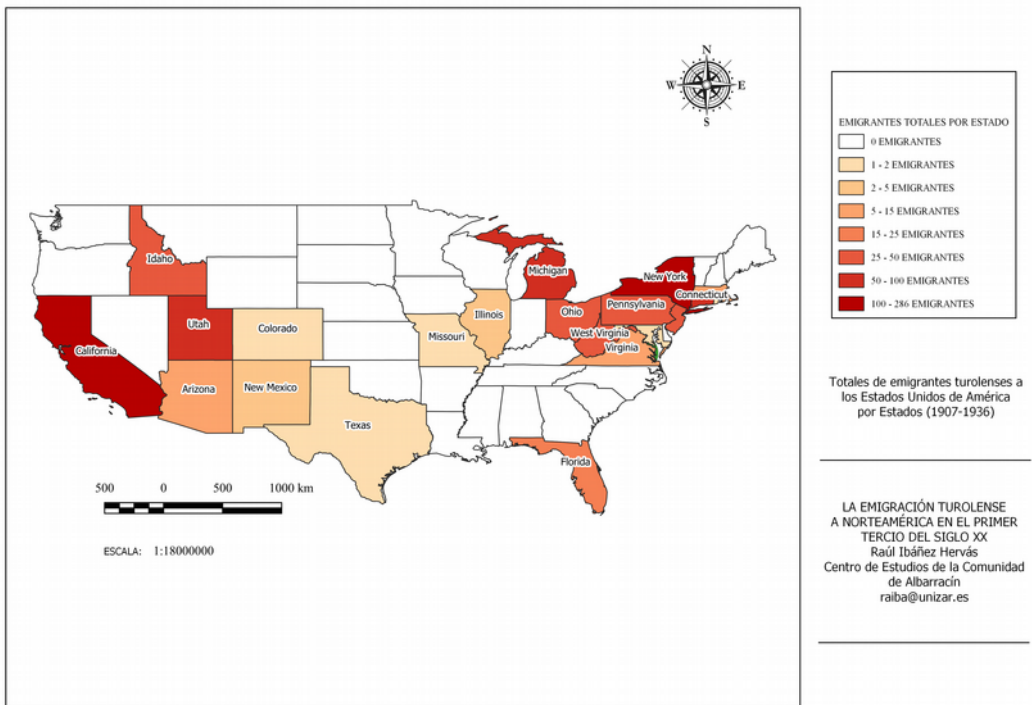 N
W
E
S
EMIGRANTES TOTALES POR ESTADO
0 EMIGRANTES
1 - 2 EMIGRANTES
2 - 5 EMIGRANTES
5 - 15 EMIGRANTES
15 - 25 EMIGRANTES
25 - 50 EMIGRANTES
50 - 100 EMIGRANTES
100 - 286 EMIGRANTES
Idaho
Michigan
New York
Connecticut
Utah
Colorado
Missouri
Illinois
Ohio
Pennsylvania
West Virginia
Virginia
California
Arizona
New Mexico
Texas
Florida
500 0 500 1000 km
ESCALA: 1:18000000
Totales de emigrantes turolenses a
los Estados Unidos de América
por Estados (1907-1936)
LA EMIGRACIÓN TUROLENSE
A NORTEAMÉRICA EN EL PRIMER
TERCIO DEL SIGLO XX
Raúl Ibáñez Hervás
Centro de Estudios de la Comunidad
de Albarracín
raiba@unizar.es